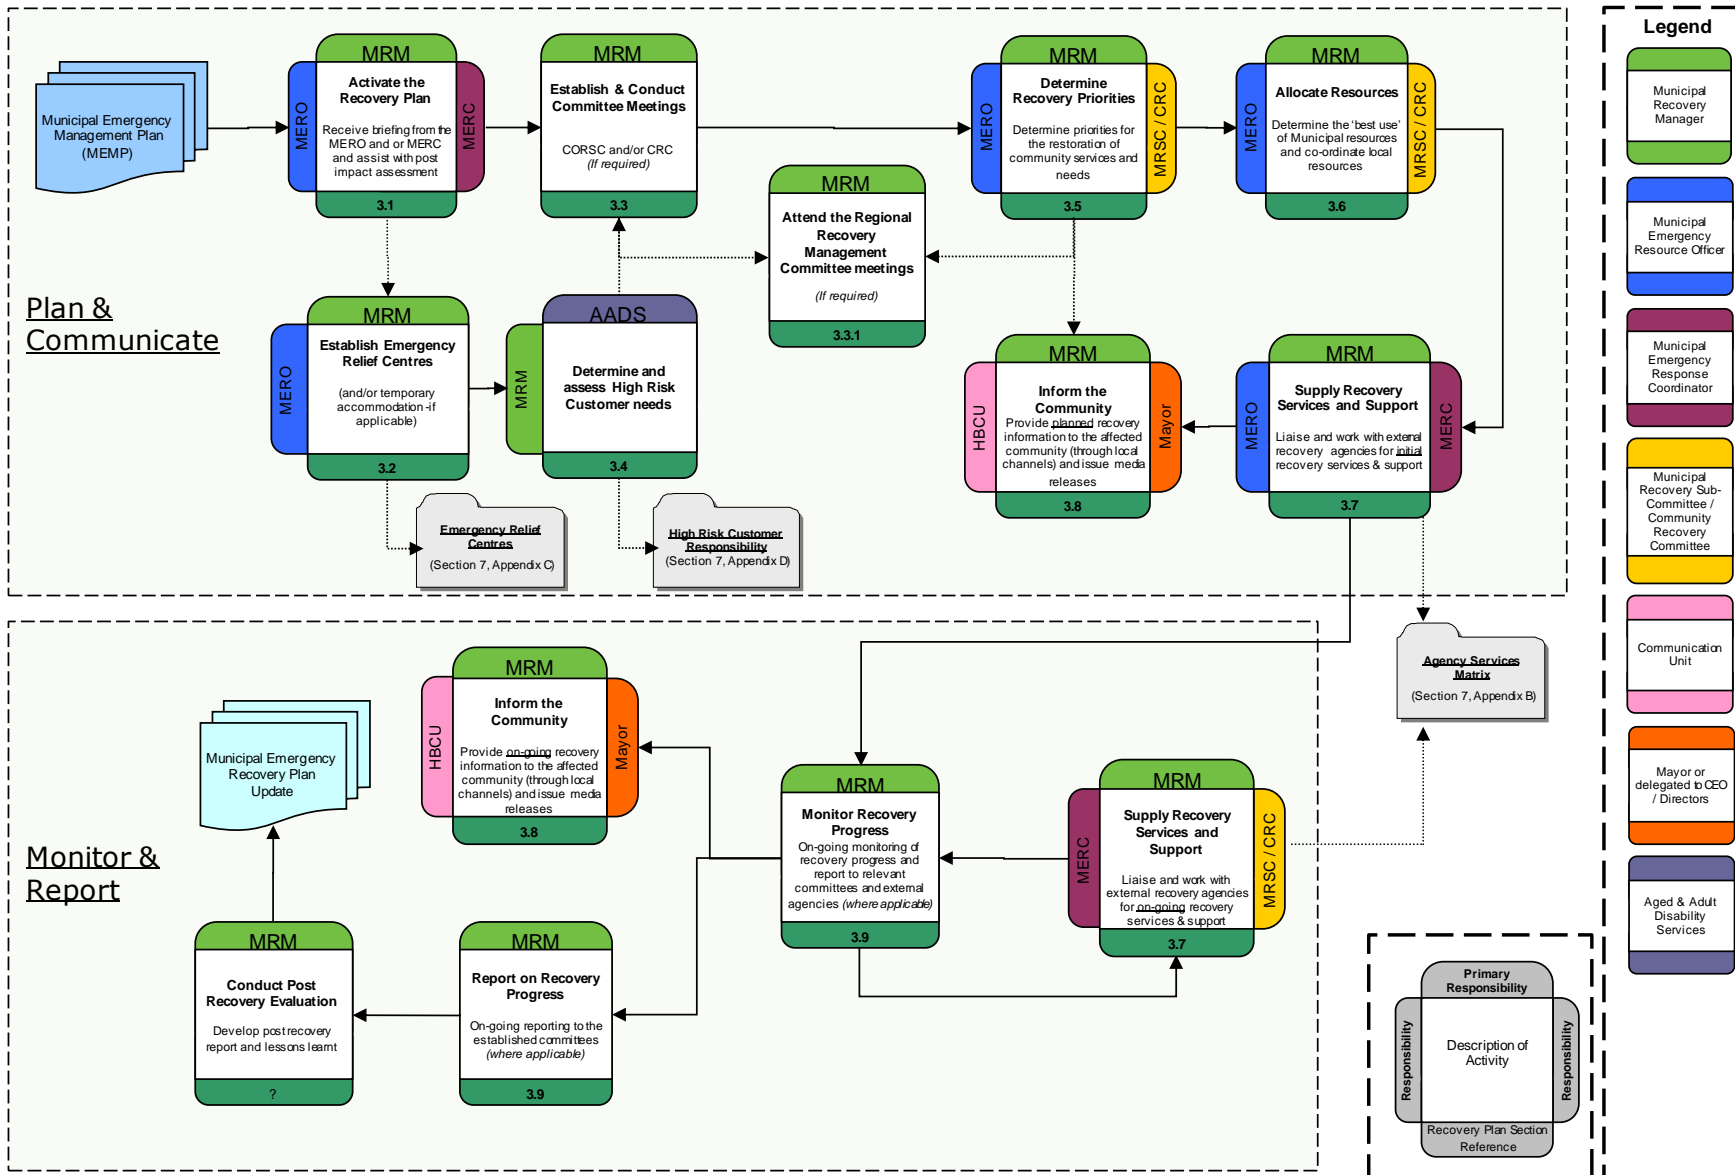 Municipal Emergency
Management Plan
(MEMP)
MRM
MERO
Activate the
Recovery Plan
Receive briefing from the
MERO and or MERC
and assist with post
impact assessment
MERC
3.1
MRM
Establish & Conduct
Committee Meetings
CORSC and/or CRC
(If required)
3.3
MRM
Attend the Regional
Recovery
Management
Committee meetings
(If required)
3.3.1
MRM
MERO
Determine
Recovery Priorities
Determine priorities for
the restoration of
community services and
needs
MRSC / CRC
3.5
MRM
MERO
Allocate Resources
Determine the 'best use'
of Municipal resources
and co-ordinate local
resources
MRSC / CRC
3.6
Plan &
Communicate
MRM
MERO
Establish Emergency
Relief Centres
(and/or temporary
accommodation -if
applicable)
3.2
AADS
MRM
Determine and
assess High Risk
Customer needs
3.4
MRM
HBCU
Inform the
Community
Provide planned recovery
information to the affected
community (through local
channels) and issue media
releases
Mayor
3.8
MRM
MERO
Supply Recovery
Services and Support
Liaise and work with external
recovery agencies for initial
recovery services & support
MERC
3.7
Emergency Relief
Centres
(Section 7, Appendix C)
High Risk Customer
Responsibility
(Section 7, Appendix D)
Agency Services
Matrix
(Section 7, Appendix B)
MRM
HBCU
Inform the
Community
Provide on-going recovery
information to the affected
community (through local
channels) and issue media
releases
Mayor
3.8
Municipal Emergency
Recovery Plan
Update
Monitor &
Report
MRM
Monitor Recovery
Progress
On-going monitoring of
recovery progress and
report to relevant
committees and external
agencies (where applicable)
3.9
MRM
MERC
Supply Recovery
Services and
Support
Liaise and work with
external recovery agencies
for on-going recovery
services & support
MRSC / CRC
3.7
MRM
Conduct Post
Recovery Evaluation
Develop post recovery
report and lessons learnt
?
MRM
Report on Recovery
Progress
On-going reporting to the
established committees
(where applicable)
3.9
Legend
Municipal
Recovery
Manager
Municipal
Emergency
Resource Officer
Municipal
Emergency
Response
Coordinator
Municipal
Recovery Sub-
Committee /
Community
Recovery
Committee
Communication
Unit
Mayor or
delegated to CEO
/ Directors
Aged & Adult
Disability
Services
Primary
Responsibility
Responsibility
Description of
Activity
Responsibility
Recovery Plan Section
Reference